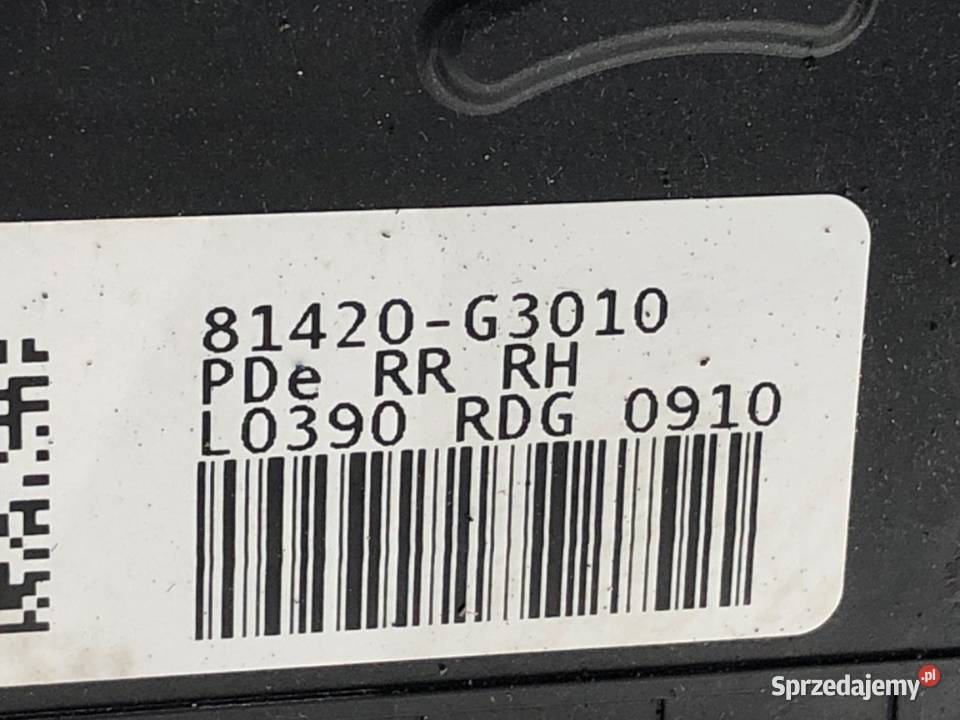 81420-G3010
PDe RR RH
L0390 RDG 0910
Sprzedajemy.pl